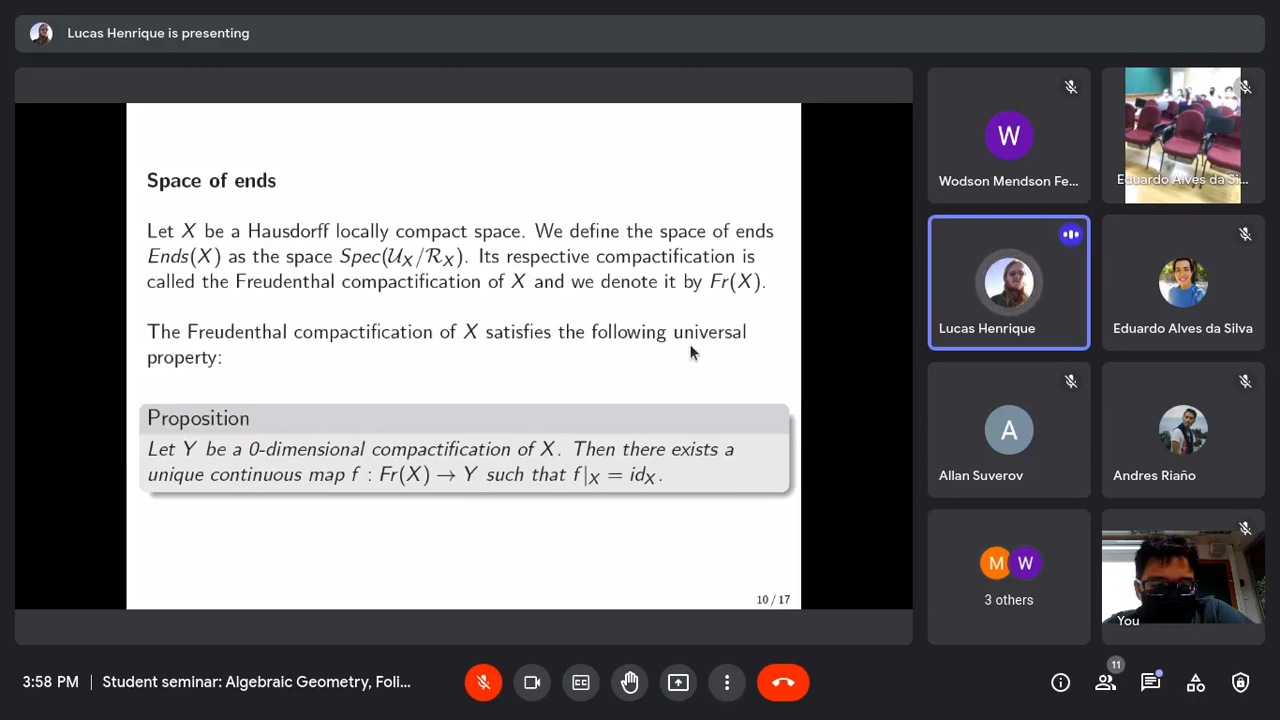 Lucas Henrique is presenting
Space of ends
Let X be a Hausdorff locally compact space. We define the space of ends
Ends(X) as the space Spec(𝒰_X/ℛ_X). Its respective compactification is
called the Freudenthal compactification of X and we denote it by Fr(X).
The Freudenthal compactification of X satisfies the following universal
property:
Proposition
Let Y be a 0-dimensional compactification of X. Then there exists a
unique continuous map f : Fr(X) → Y such that f|_X = id_X.
10 / 17
W
Wodson Mendson Fe...
Eduardo Alves da Si...
Lucas Henrique
Eduardo Alves da Silva
A
Allan Suverov
Andres Riaño
M W
3 others
You
3:58 PM | Student seminar: Algebraic Geometry, Foli...
CC
11